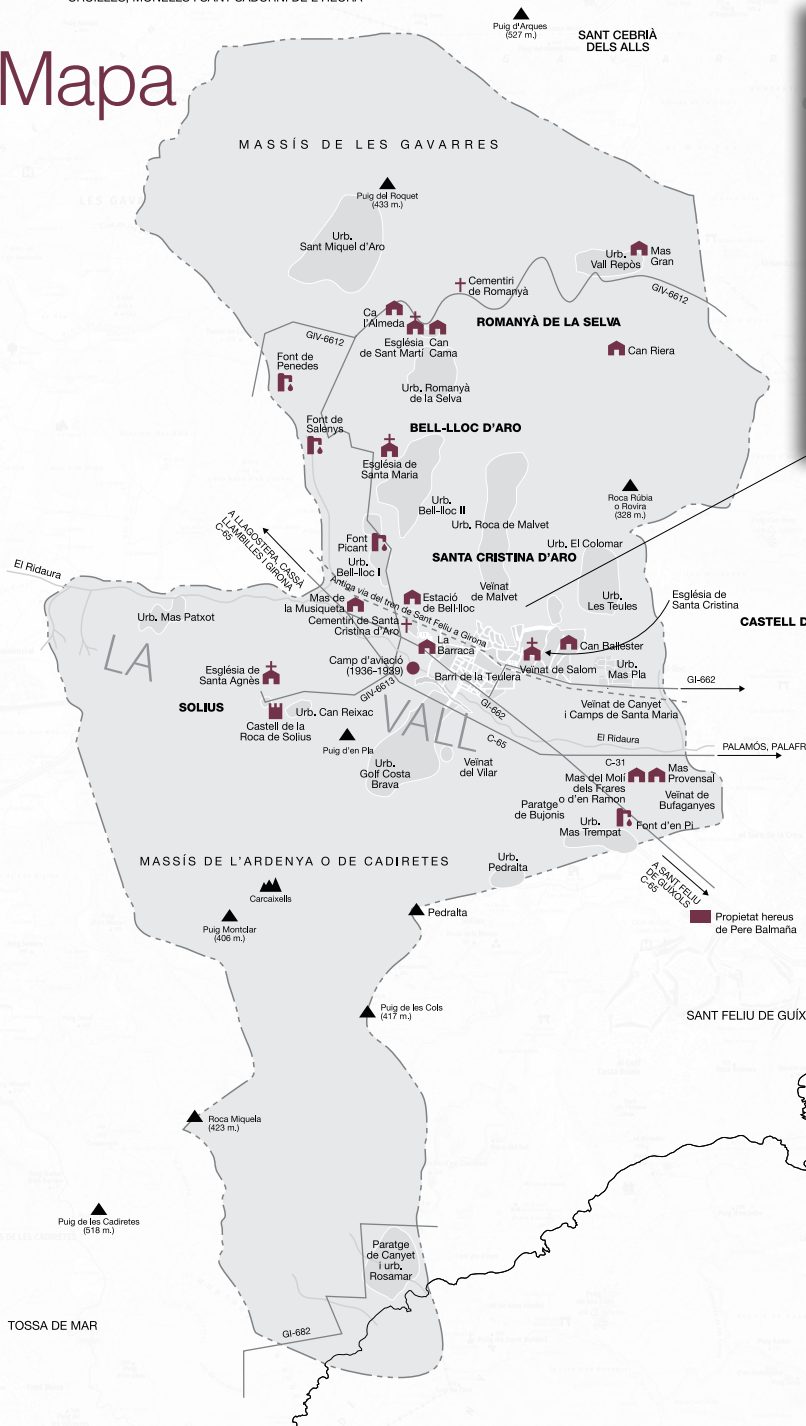 Puig d'Arques
(527 m.)
SANT CEBRIÀ
DELS ALLS
Mapa
MASSÍS DE LES GAVARRES
Puig del Roquet
(433 m.)
Urb.
Sant Miquel d'Aro
Urb.
Vall Repòs
Mas
Gran
Cementiri
de Romanyà
GIV-6612
Ca
l'Almeda
ROMANYÀ DE LA SELVA
GIV-6612
Església
de Sant Martí
Can
Cama
Can Riera
Font de
Penedes
Urb. Romanyà
de la Selva
Font de
Salenys
BELL-LLOC D'ARO
Església de
Santa Maria
Roca Rúbia
o Rovira
(328 m.)
Urb.
Bell-lloc II
Urb. Roca de Malvet
A LLAGOSTERA, CASSÀ
LLAMBILLES I GIRONA
C-65
Font
Picant
Urb. El Colomar
SANTA CRISTINA D'ARO
El Ridaura
Urb.
Bell-lloc I
Veïnat
de Malvet
Antiga via del tren de Sant Feliu a Girona
Urb.
Les Teules
Església de
Santa Cristina
Mas de
la Musiqueta
Estació
de Bell·lloc
Urb. Mas Patxot
Cementiri de Santa
Cristina d'Aro
CASTELL D
LA
La
Barraca
Can Ballester
Església de
Santa Agnès
Camp d'aviació
(1936-1939)
Veïnat de Salom
Urb.
Mas Pla
Barri de la Teulera
GI-662
GIV-6613
SOLIUS
Urb. Can Reixac
VALL
GI-662
Veïnat de Canyet
i Camps de Santa Maria
Castell de la
Roca de Solius
C-65
El Ridaura
Puig d'en Pla
PALAMÓS, PALAFR
Urb.
Golf Costa
Brava
Veïnat
del Vilar
C-31
Mas del Molí
dels Frares
o d'en Ramon
Mas
Provensal
Veïnat de
Bufaganyes
Paratge
de Bujonis
Urb.
Mas Trempat
Font d'en Pi
MASSÍS DE L'ARDENYA O DE CADIRETES
Urb.
Pedralta
A SANT FELIU
DE GUÍXOLS
C-65
Carcaixells
Pedralta
Propietat hereus
de Pere Balmaña
Puig Montclar
(406 m.)
Puig de les Cols
(417 m.)
SANT FELIU DE GUÍX
Roca Miquela
(423 m.)
Puig de les Cadiretes
(518 m.)
Paratge
de Canyet
i urb.
Rosamar
TOSSA DE MAR
GI-682